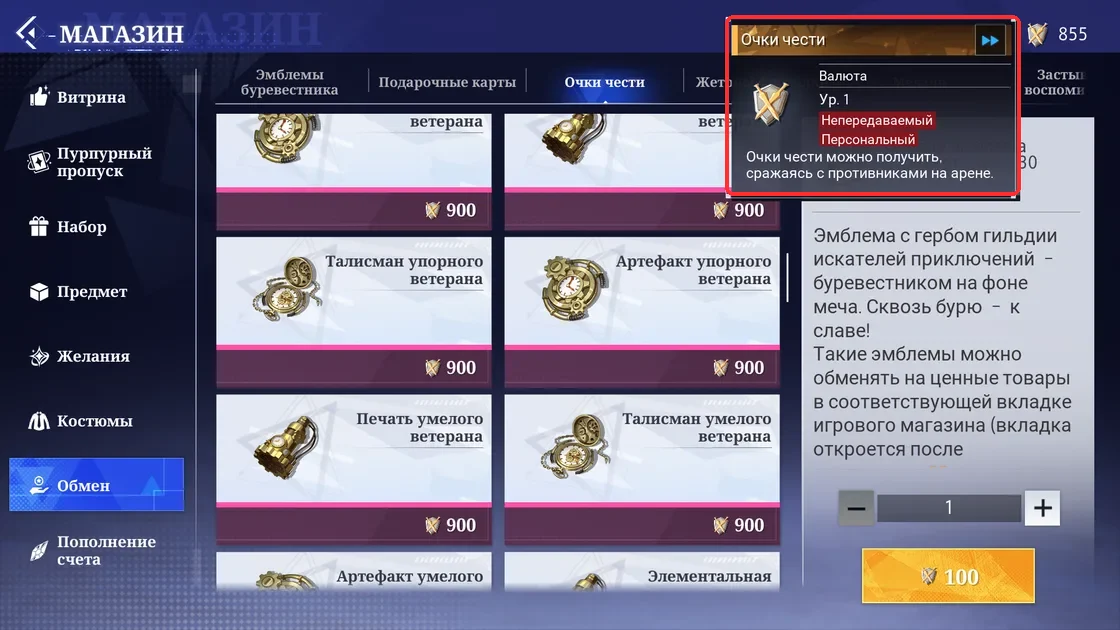 МАГАЗИН
855
Витрина
Пурпурный
пропуск
Набор
Предмет
Желания
Костюмы
Обмен
Пополнение
счета
Эмблемы
буревестника
Подарочные карты
Очки чести
Жет
Засты
воспоми
ветерана
900
вете
900
Талисман упорного
ветерана
900
Артефакт упорного
ветерана
900
Печать умелого
ветерана
900
Талисман умелого
ветерана
900
Артефакт умелого
Элементальная
Очки чести
Валюта
Ур. 1
Непередаваемый
Персональный
Очки чести можно получить,
сражаясь с противниками на арене.
Эмблема с гербом гильдии
искателей приключений -
буревестником на фоне
меча. Сквозь бурю - к
славе!
Такие эмблемы можно
обменять на ценные товары
в соответствующей вкладке
игрового магазина (вкладка
откроется после
1
100